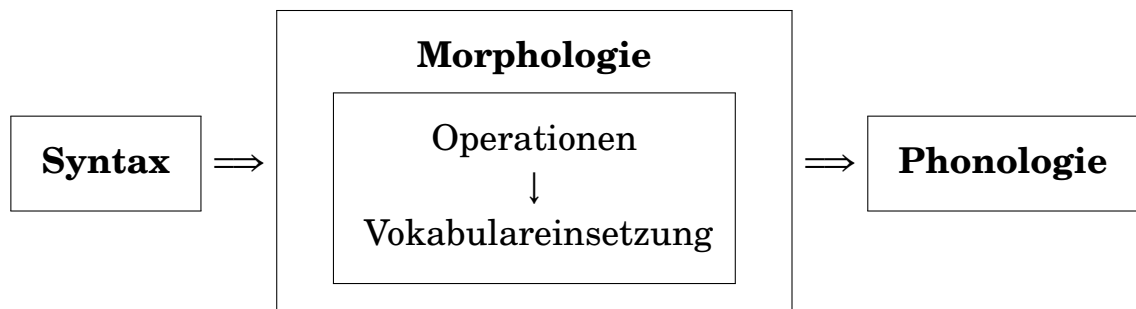 Syntax
Morphologie
Operationen
Vokabulareinsetzung
Phonologie